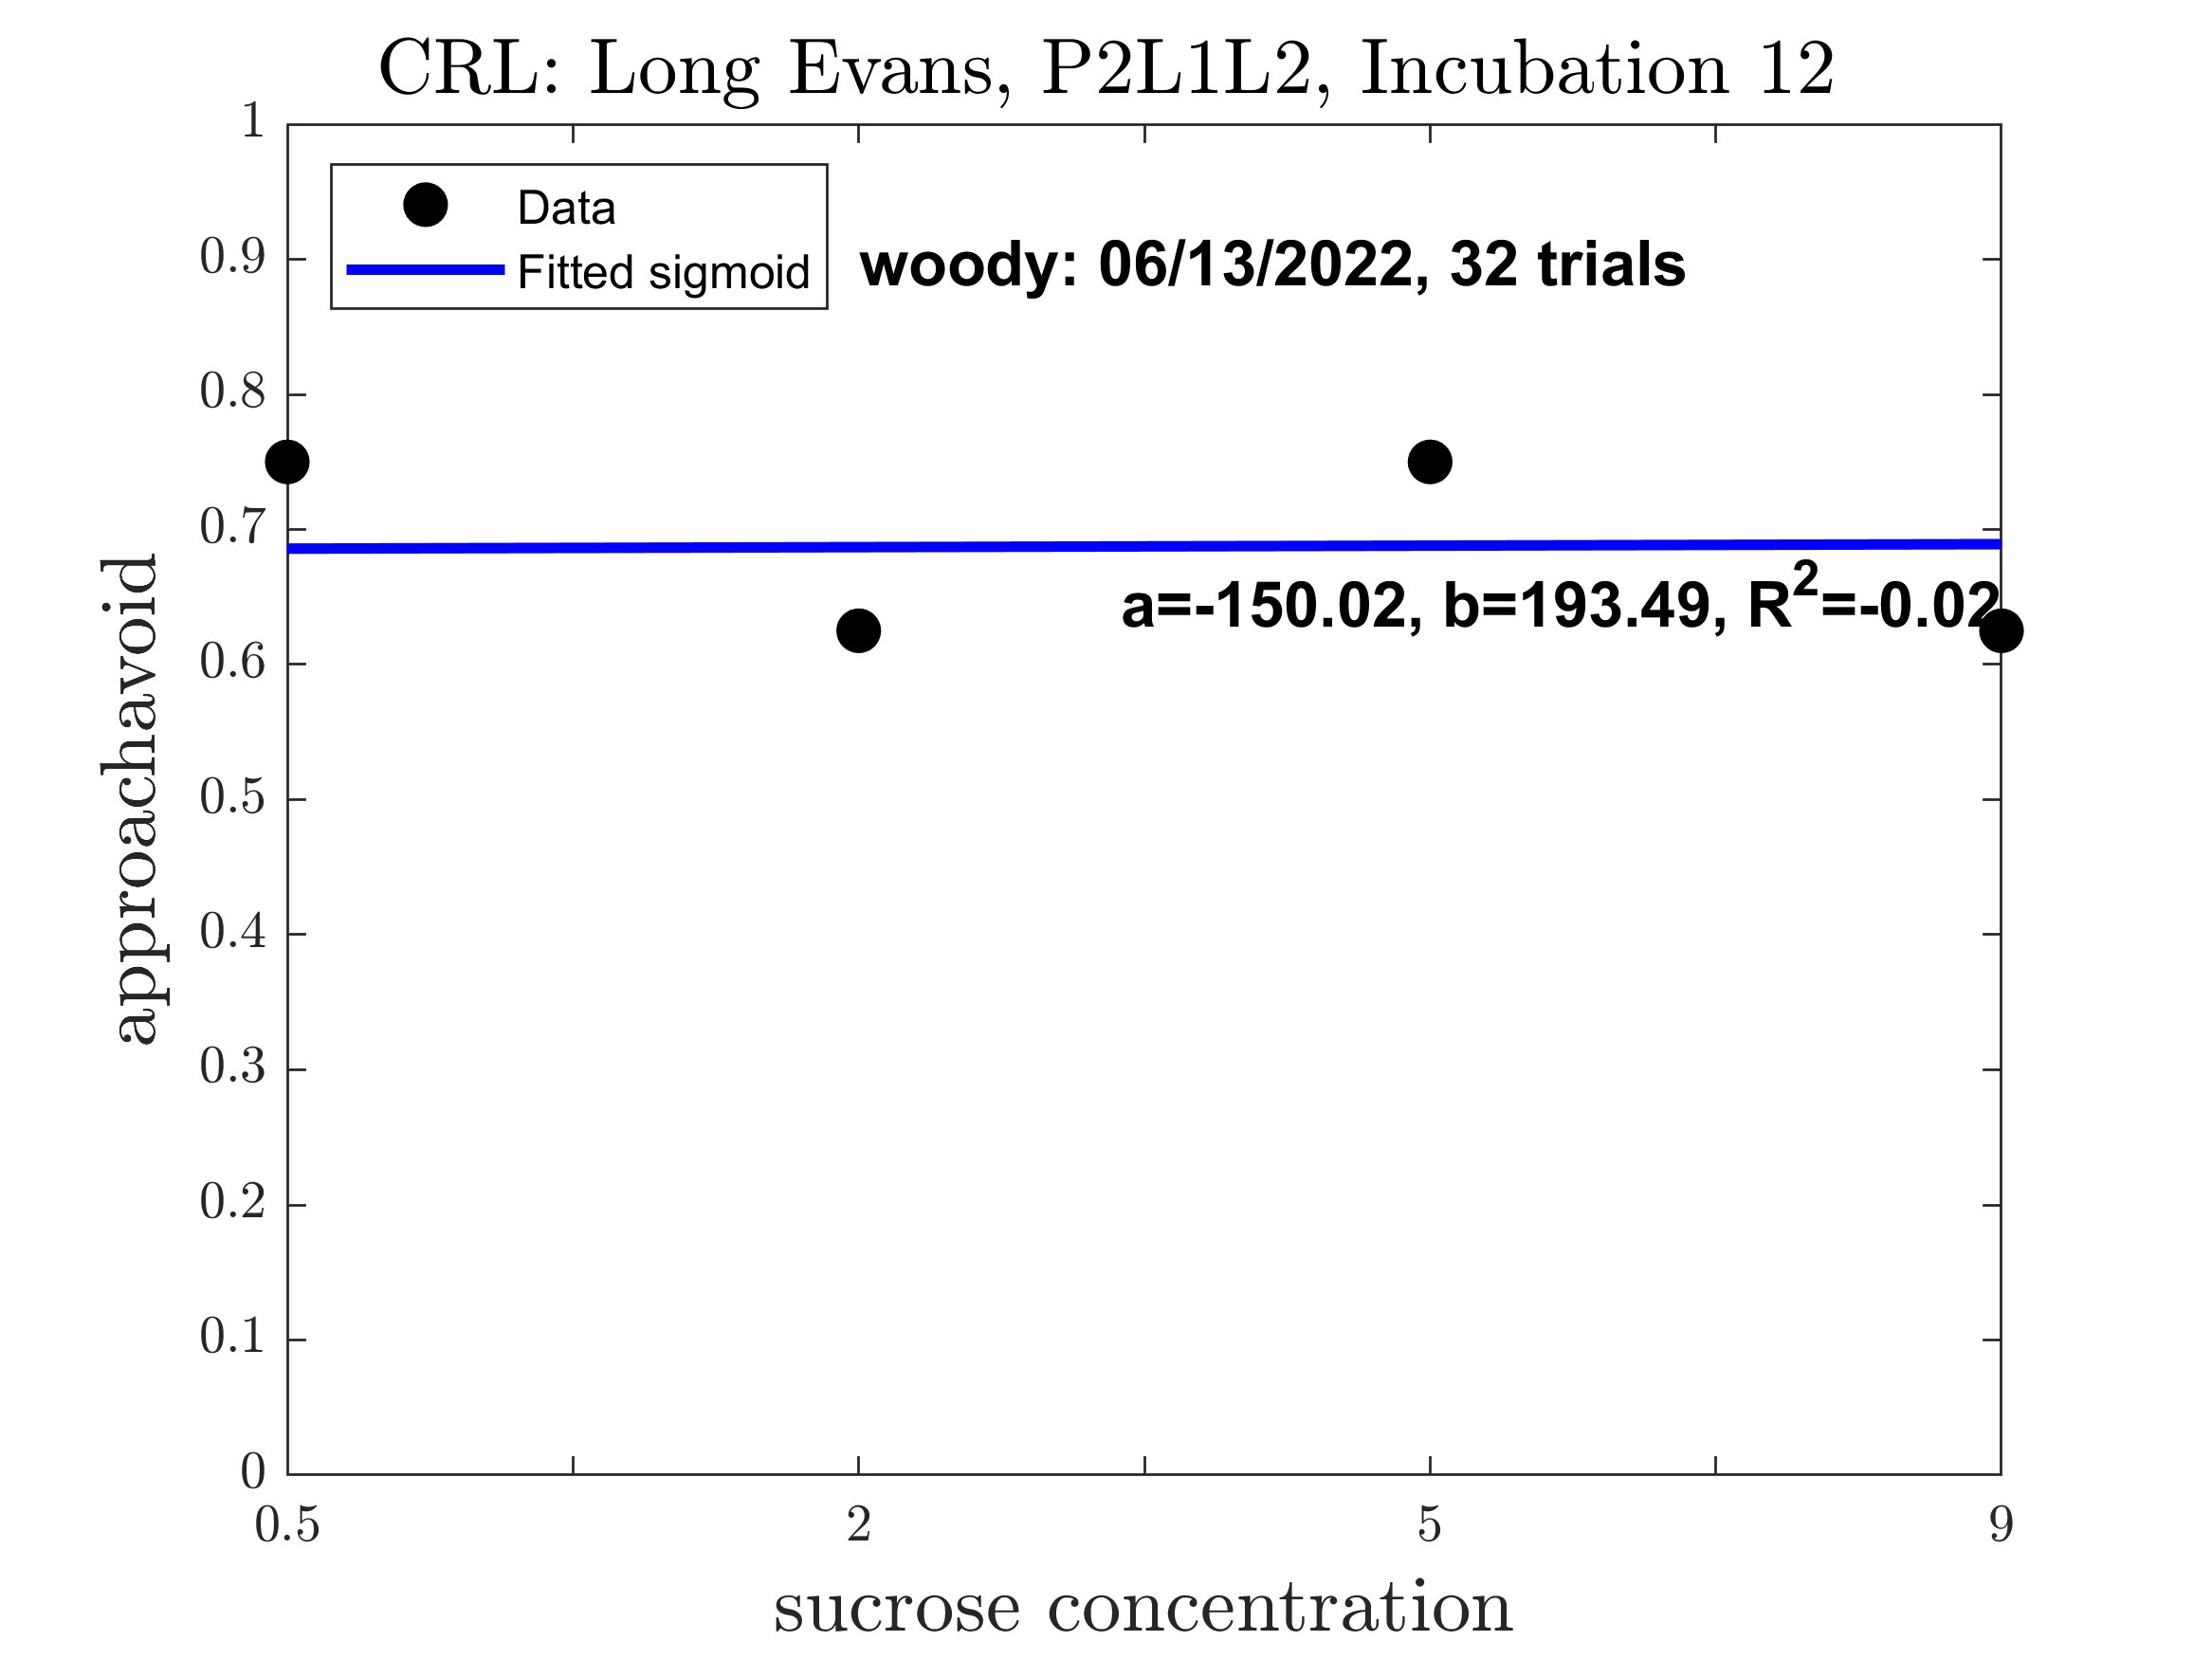 CRL: Long Evans, P2L1L2, Incubation 12
1
Data
Fitted sigmoid
woody: 06/13/2022, 32 trials
0.9
0.8
0.7
a=-150.02, b=193.49, R²=-0.02
0.6
0.5
0.4
0.3
0.2
0.1
0
approachavoid
0.5 2 5 9
sucrose concentration